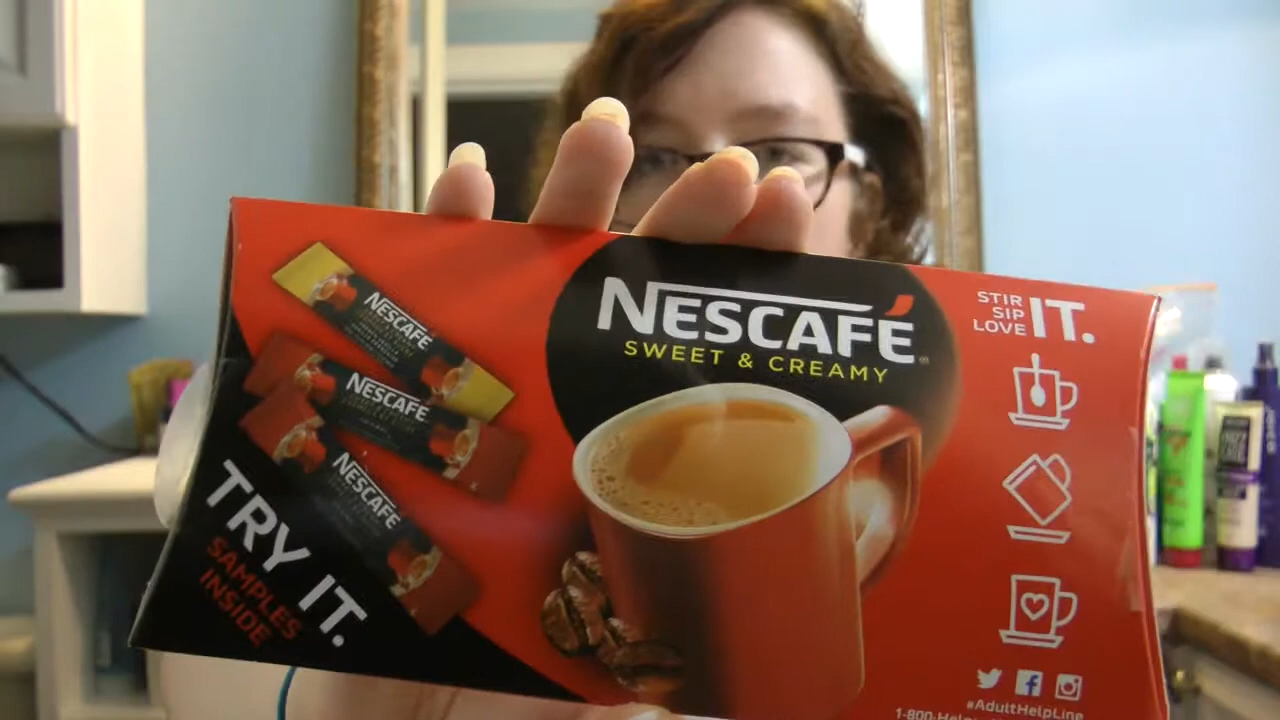 NESCAFÉ
SWEET & CREAMY
STIR
SIP
LOVE
IT.
NESCAFÉ
NESCAFÉ
NESCAFÉ
TRY IT.
SAMPLES
INSIDE
#AdultHelpLine